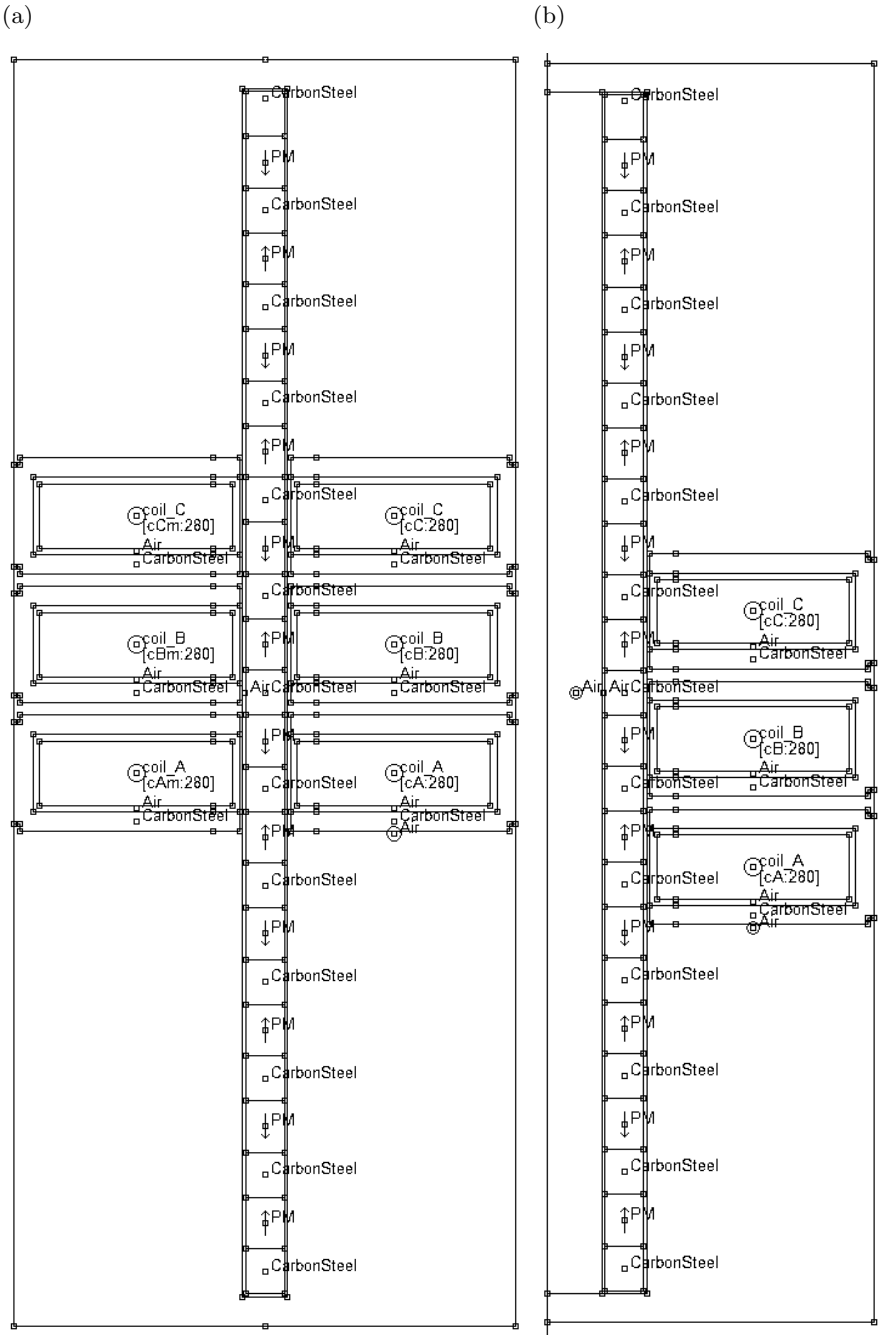 (a)
CarbonSteel
PM
CarbonSteel
PM
CarbonSteel
PM
CarbonSteel
PM
CarbonSteel
coil_C coil_C
[cCm:280] [cC:280]
Air PM Air
CarbonSteel CarbonSteel
CarbonSteel
coil_B PM coil_B
[cBm:280] [cB:280]
Air Air
CarbonSteel Air CarbonSteel CarbonSteel
PM
coil_A coil_A
[cAm:280] CarbonSteel [cA:280]
Air Air
CarbonSteel CarbonSteel
PM Air
CarbonSteel
PM
CarbonSteel
PM
CarbonSteel
PM
CarbonSteel
PM
CarbonSteel
(b)
CarbonSteel
PM
CarbonSteel
PM
CarbonSteel
PM
CarbonSteel
PM
CarbonSteel
PM
CarbonSteel
coil_C
[cC:280]
PM Air
CarbonSteel
Air Air CarbonSteel
PM coil_B
[cB:280]
Air
CarbonSteel CarbonSteel
PM
coil_A
CarbonSteel [cA:280]
Air
CarbonSteel
PM Air
CarbonSteel
PM
CarbonSteel
PM
CarbonSteel
PM
CarbonSteel